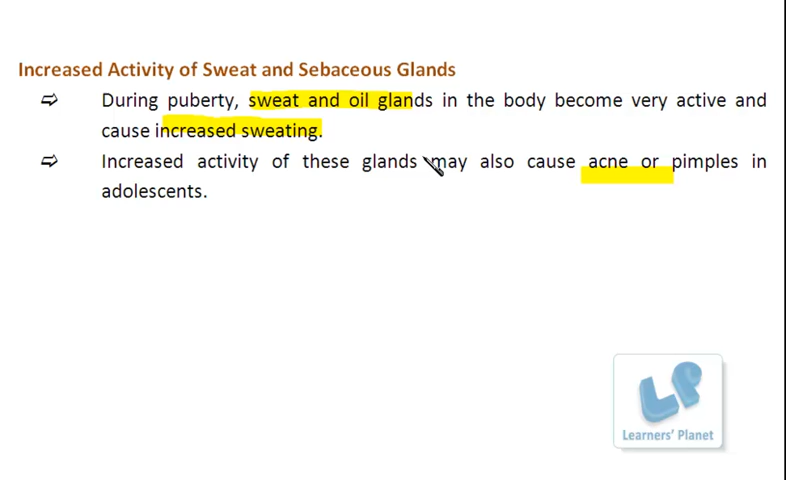 Increased Activity of Sweat and Sebaceous Glands
⇨ During puberty, sweat and oil glands in the body become very active and
cause increased sweating.
⇨ Increased activity of these glands may also cause acne or pimples in
adolescents.
LP
Learners' Planet